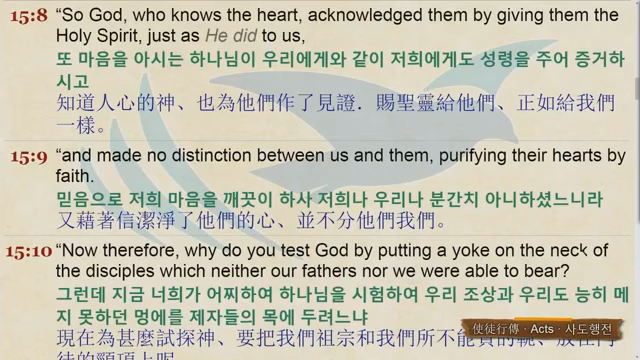 15:8 “So God, who knows the heart, acknowledged them by giving them the
Holy Spirit, just as He did to us,
또 마음을 아시는 하나님이 우리에게와 같이 저희에게도 성령을 주어 증거하
시고
知道人心的神、也為他們作了見證．賜聖靈給他們、正如給我們
一樣。
15:9 “and made no distinction between us and them, purifying their hearts by
faith.
믿음으로 저희 마음을 깨끗이 하사 저희나 우리나 분간치 아니하셨느니라
又藉著信潔淨了他們的心、並不分他們我們。
15:10 “Now therefore, why do you test God by putting a yoke on the neck of
the disciples which neither our fathers nor we were able to bear?
그런데 지금 너희가 어찌하여 하나님을 시험하여 우리 조상과 우리도 능히 메
지 못하던 멍에를 제자들의 목에 두려느냐
現在為甚麼試探神、要把我們祖宗和我們所不能負的軛、放在門
徒的頸項上呢
使徒行傳 · Acts · 사도행전